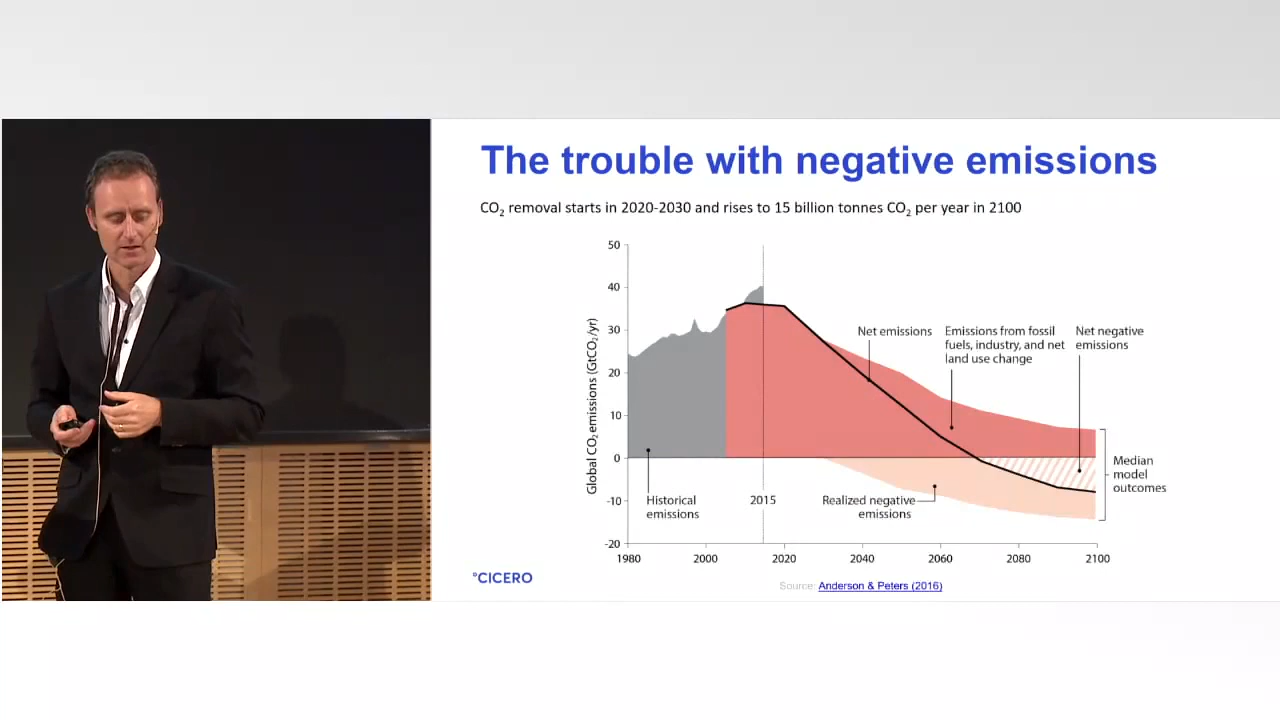 The trouble with negative emissions
CO₂ removal starts in 2020-2030 and rises to 15 billion tonnes CO₂ per year in 2100
Global CO₂ emissions (GtCO₂/yr)
50
40
30
20
10
0
-10
-20
1980
2000
2020
2040
2060
2080
2100
Net emissions
Emissions from fossil
fuels, industry, and net
land use change
Net negative
emissions
Historical
emissions
2015
Realized negative
emissions
Median
model
outcomes
°CICERO
Source: Anderson & Peters (2016)